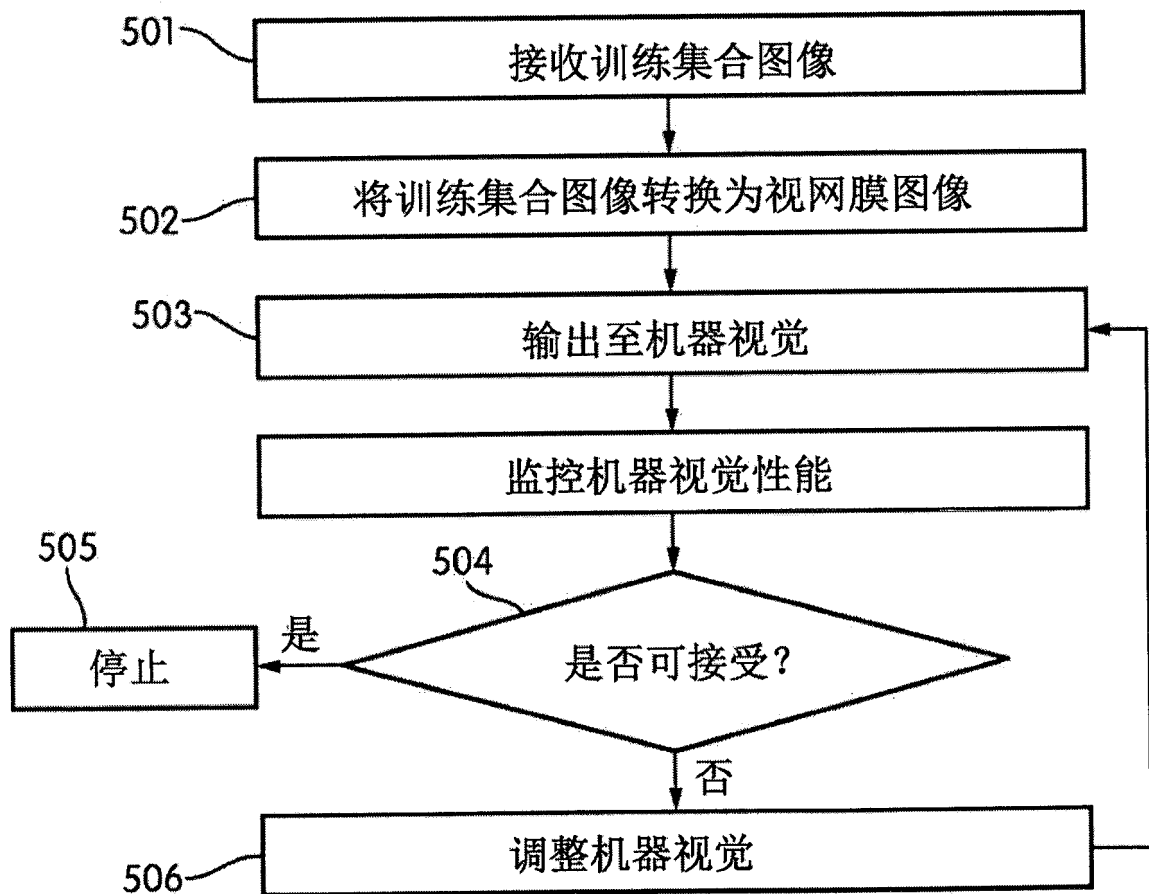 501
接收训练集合图像
将训练集合图像转换为视网膜图像
502
503
输出至机器视觉
监控机器视觉性能
505
504
是
停止
是否可接受?
否
调整机器视觉
506